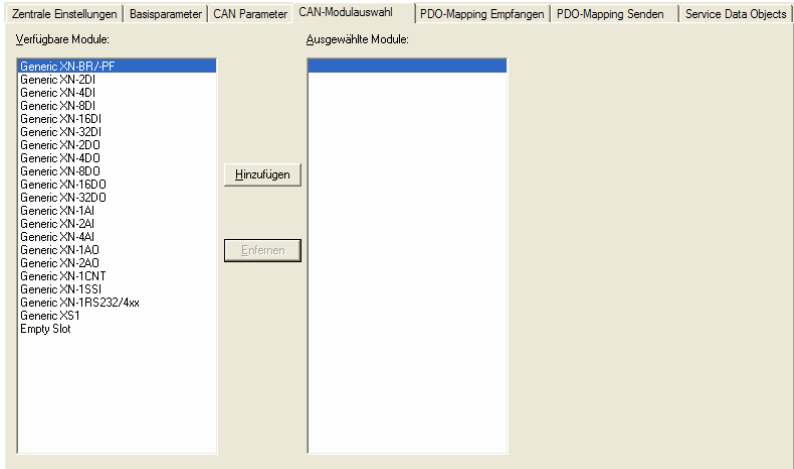 Zentrale Einstellungen Basisparameter CAN Parameter CAN-Modulauswahl PDO-Mapping Empfangen PDO-Mapping Senden Service Data Objects
Verfügbare Module:
Generic XN-BR/-PF
Generic XN-2DI
Generic XN-4DI
Generic XN-8DI
Generic XN-16DI
Generic XN-32DI
Generic XN-2DO
Generic XN-4DO
Generic XN-8DO
Generic XN-16DO
Generic XN-32DO
Generic XN-1AI
Generic XN-2AI
Generic XN-4AI
Generic XN-1AO
Generic XN-2AO
Generic XN-1CNT
Generic XN-1SSI
Generic XN-1RS232/4xx
Generic XS1
Empty Slot
Hinzufügen
Enfernen
Ausgewählte Module: